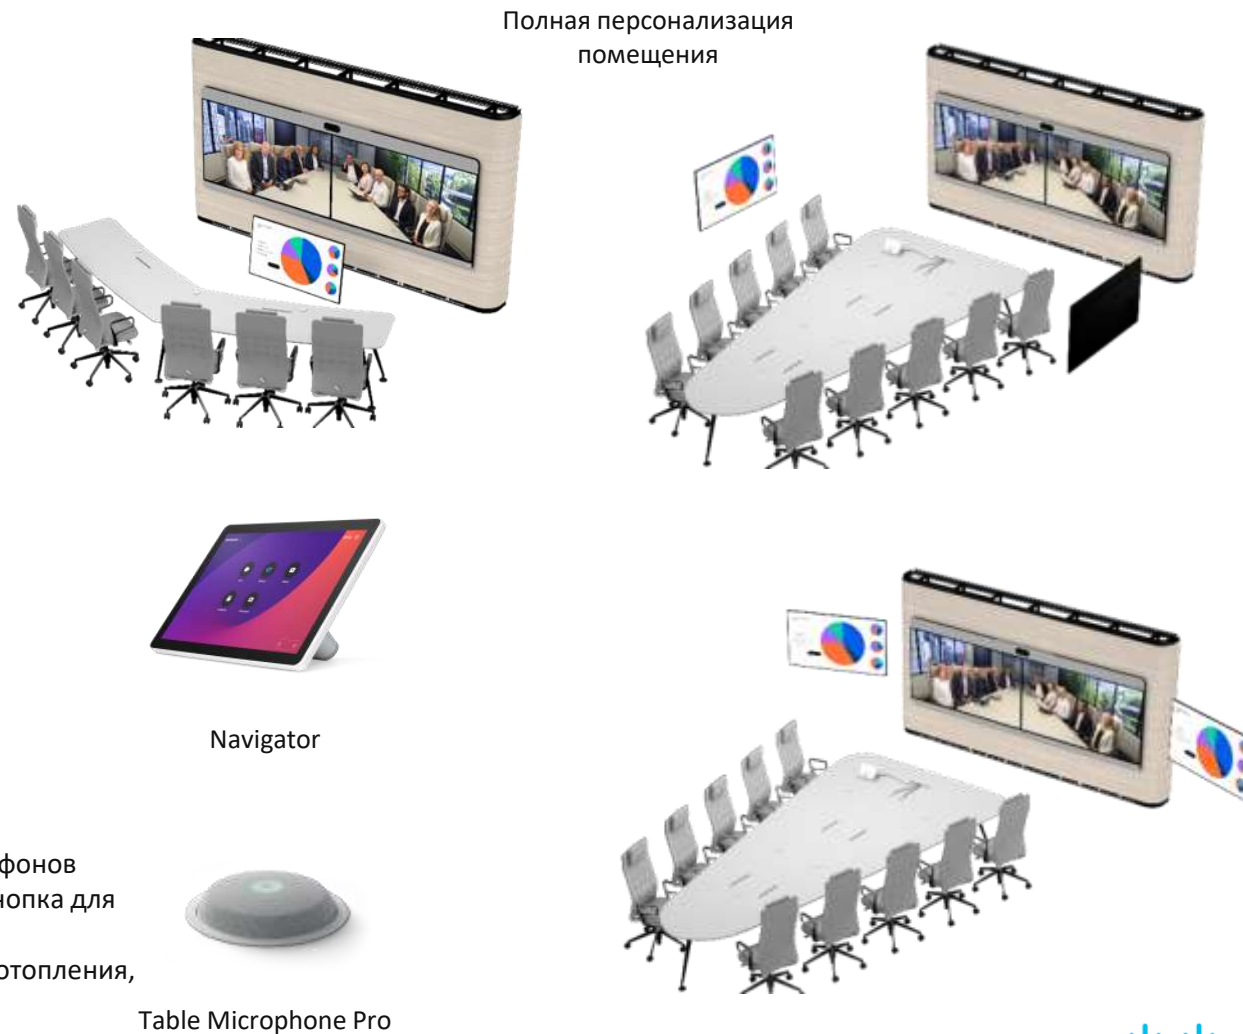 Полная персонализация
помещения
Navigator
фонов
нопка для
отопления,
Table Microphone Pro